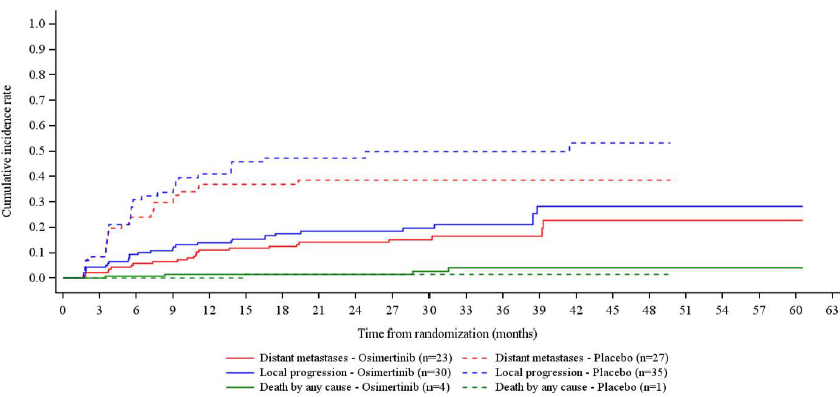 Cumulative incidence rate
1.0
0.9
0.8
0.7
0.6
0.5
0.4
0.3
0.2
0.1
0.0
0 3 6 9 12 15 18 21 24 27 30 33 36 39 42 45 48 51 54 57 60 63
Time from randomization (months)
Distant metastases - Osimertinib (n=23) Distant metastases - Placebo (n=27)
Local progression - Osimertinib (n=30) Local progression - Placebo (n=35)
Death by any cause - Osimertinib (n=4) Death by any cause - Placebo (n=1)